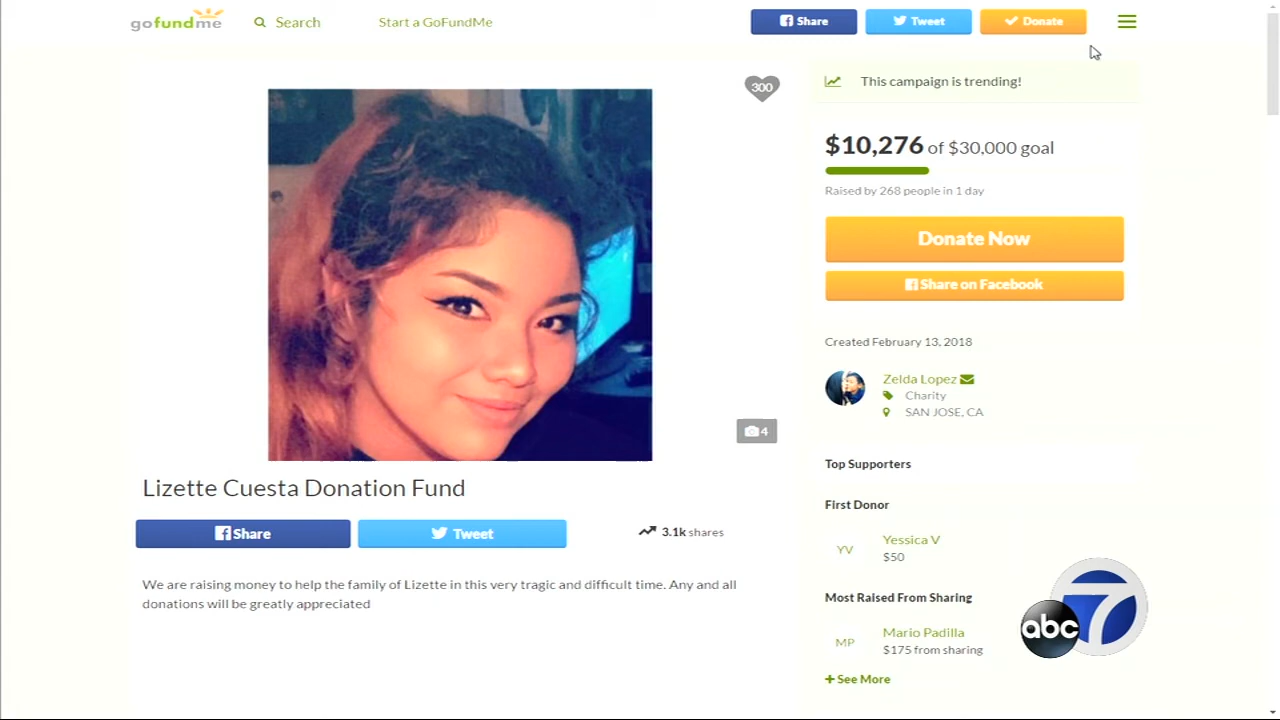 gofundme
Search
Start a GoFundMe
Share
Tweet
Donate
300
4
Lizette Cuesta Donation Fund
Share
Tweet
3.1k shares
We are raising money to help the family of Lizette in this very tragic and difficult time. Any and all
donations will be greatly appreciated
This campaign is trending!
$10,276 of $30,000 goal
Raised by 268 people in 1 day
Donate Now
Share on Facebook
Created February 13, 2018
Zelda Lopez
Charity
SAN JOSE, CA
Top Supporters
First Donor
YV
Yessica V
$50
Most Raised From Sharing
MP
Mario Padilla
$175 from sharing
+ See More
abc 7